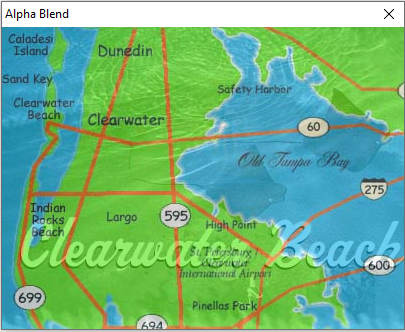 Alpha Blend
Caladesi
Island
Dunedin
Sand Key
Safety Harbor
Clearwater
Beach
Clearwater
60
Old Tampa Bay
275
Indian
Rocks
Beach
Largo
595
High Point
Clearwater Beach
St. Petersburg /
Clearwater
International Airport
600
699
Pinellas Park
694